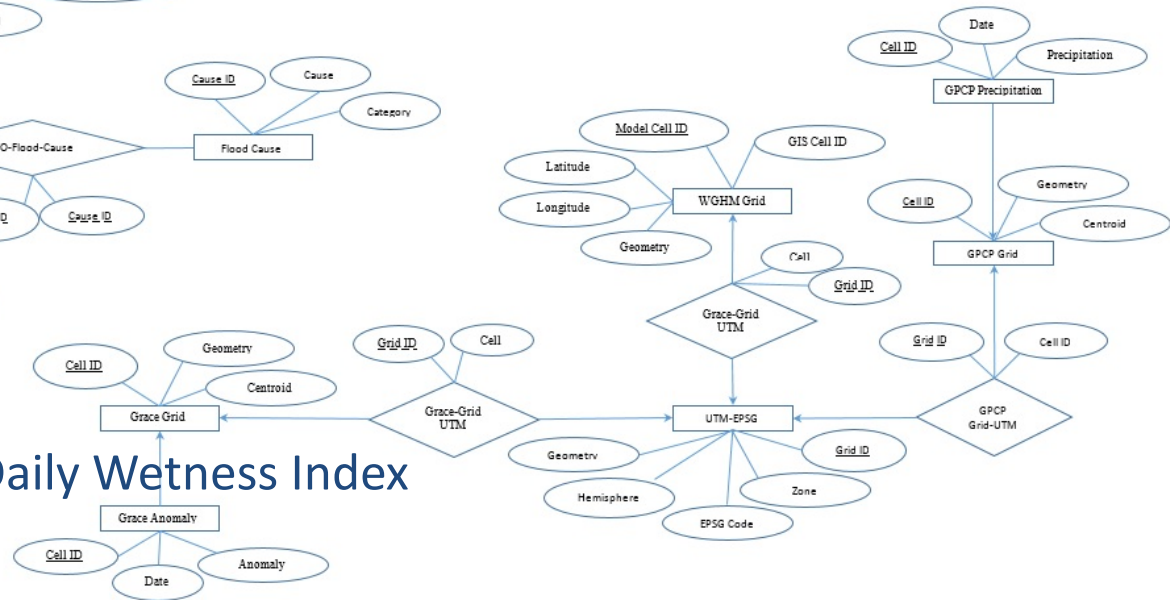 Date
Cell ID
Precipitation
GPCP Precipitation
Cause ID
Cause
Category
O-Flood-Cause
Flood Cause
ID
Cause ID
Model Cell ID
GIS Cell ID
Latitude
Longitude
WGHM Grid
Geometry
Cell ID
Geometry
Centroid
GPCP Grid
Cell
Grid ID
Grace-Grid
UTM
Cell ID
Geometry
Centroid
Grace Grid
Grid ID
Cell
Grace-Grid
UTM
UTM-EPSG
Grid ID
Cell ID
GPCP
Grid-UTM
Geometry
Hemisphere
EPSG Code
Zone
Grid ID
Daily Wetness Index
Grace Anomaly
Cell ID
Date
Anomaly